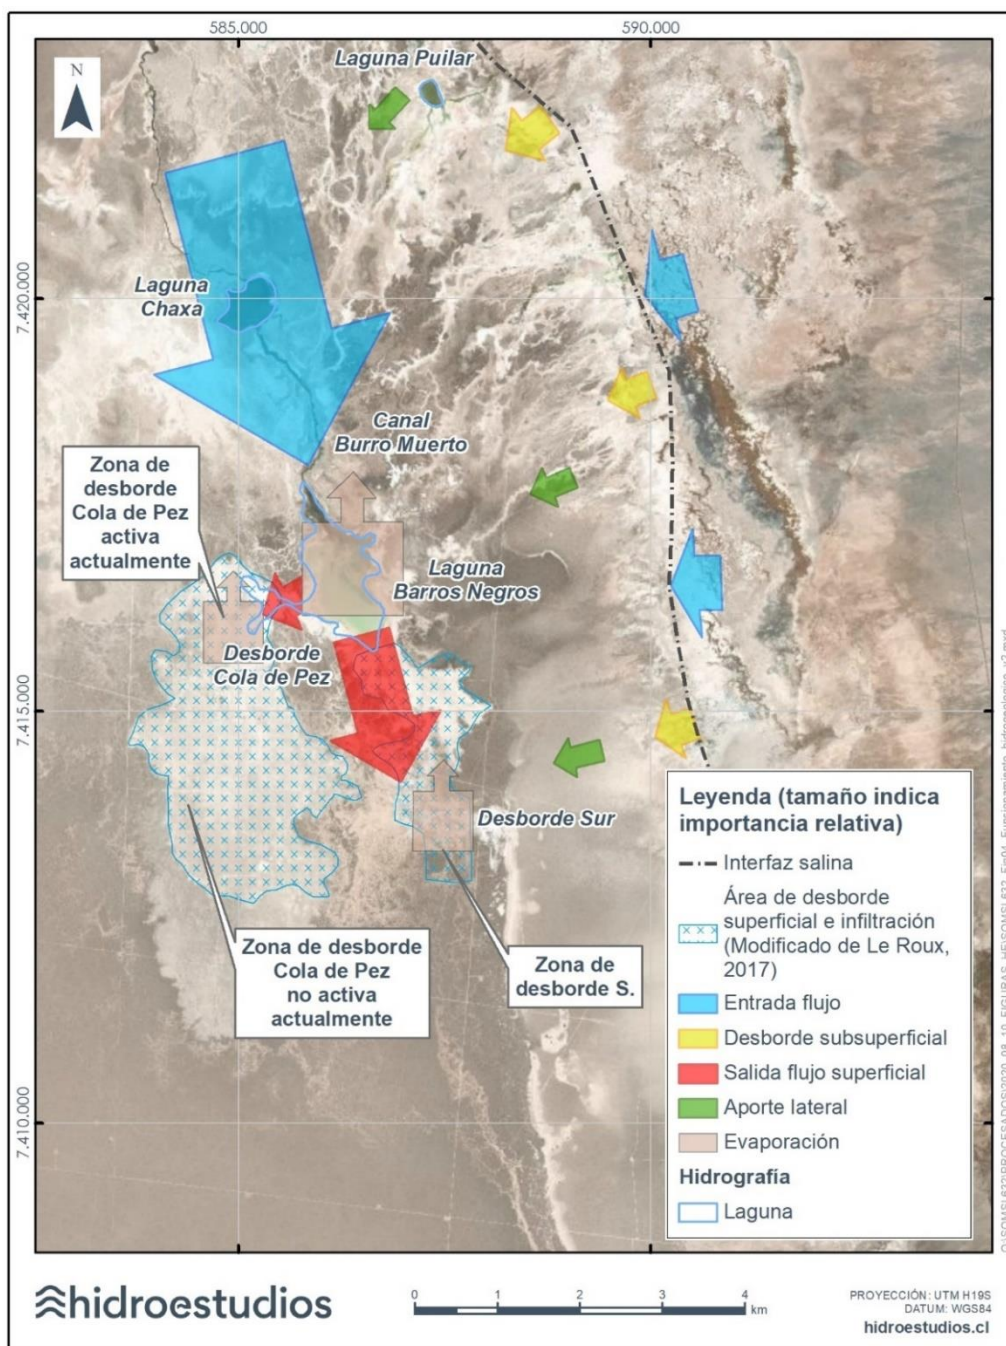 585.000
590.000
N
Laguna Puilar
7.420.000
Laguna
Chaxa
Canal
Burro Muerto
Zona de
desborde
Cola de Pez
activa
actualmente
Laguna
Barros Negros
Desborde
Cola de Pez
7.415.000
Desborde Sur
Zona de desborde
Cola de Pez
no activa
actualmente
Zona de
desborde S.
7.410.000
Leyenda (tamaño indica
importancia relativa)
Interfaz salina
Área de desborde
superficial e infiltración
(Modificado de Le Roux,
2017)
Entrada flujo
Desborde subsuperficial
Salida flujo superficial
Aporte lateral
Evaporación
Hidrografía
Laguna
hidroestudios
0 1 2 3 4
km
PROYECCIÓN: UTM H19S
DATUM: WGS84
hidroestudios.cl